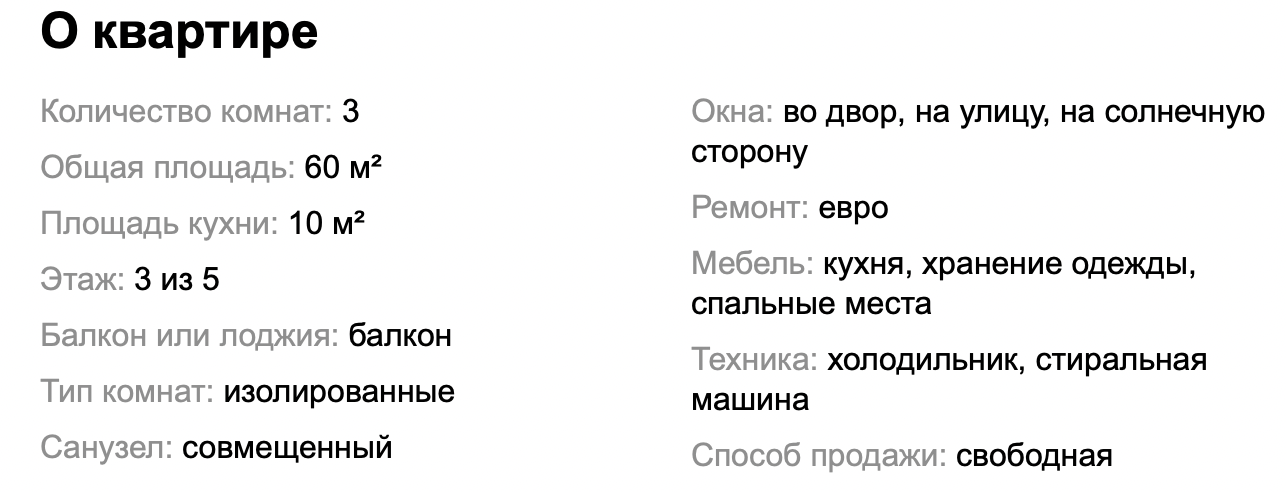 О квартире
Количество комнат: 3
Общая площадь: 60 м²
Площадь кухни: 10 м²
Этаж: 3 из 5
Балкон или лоджия: балкон
Тип комнат: изолированные
Санузел: совмещенный
Окна: во двор, на улицу, на солнечную
сторону
Ремонт: евро
Мебель: кухня, хранение одежды,
спальные места
Техника: холодильник, стиральная
машина
Способ продажи: свободная